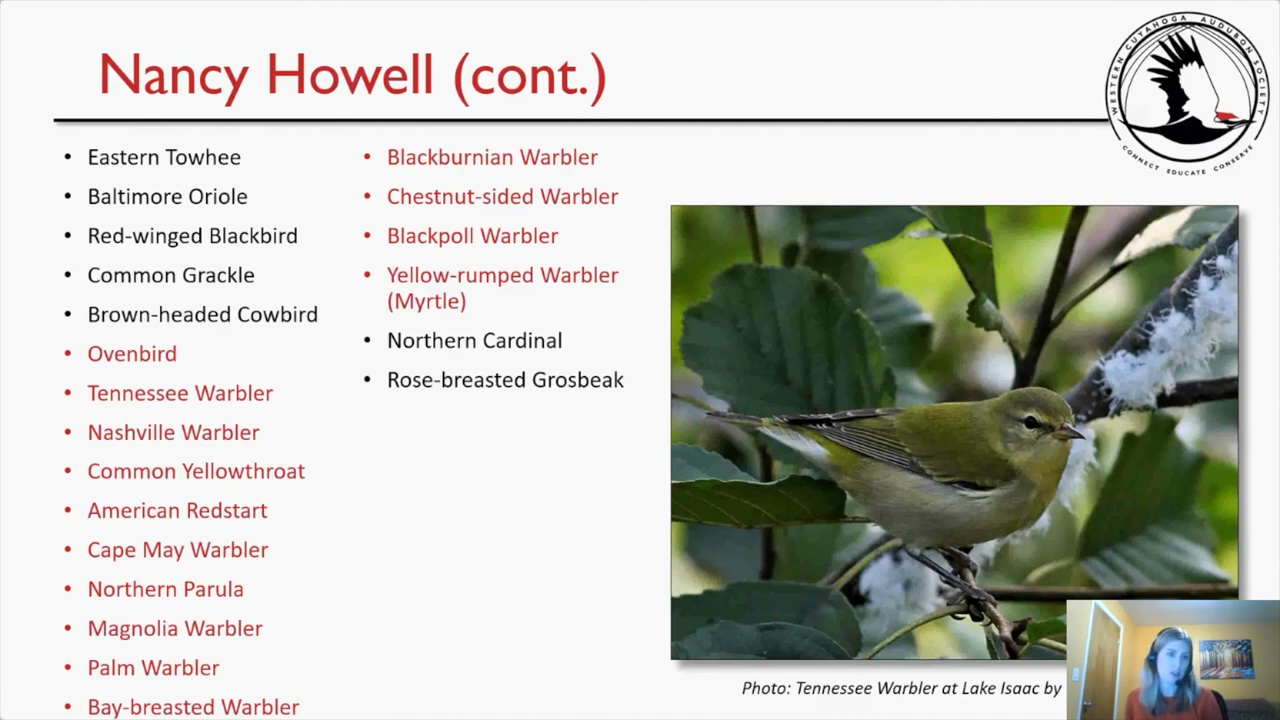 Nancy Howell (cont.)
WESTERN CUYAHOGA AUDUBON SOCIETY
CONNECT EDUCATE CONSERVE
• Eastern Towhee
• Baltimore Oriole
• Red-winged Blackbird
• Common Grackle
• Brown-headed Cowbird
• Ovenbird
• Tennessee Warbler
• Nashville Warbler
• Common Yellowthroat
• American Redstart
• Cape May Warbler
• Northern Parula
• Magnolia Warbler
• Palm Warbler
• Bay-breasted Warbler
• Blackburnian Warbler
• Chestnut-sided Warbler
• Blackpoll Warbler
• Yellow-rumped Warbler
(Myrtle)
• Northern Cardinal
• Rose-breasted Grosbeak
Photo: Tennessee Warbler at Lake Isaac by